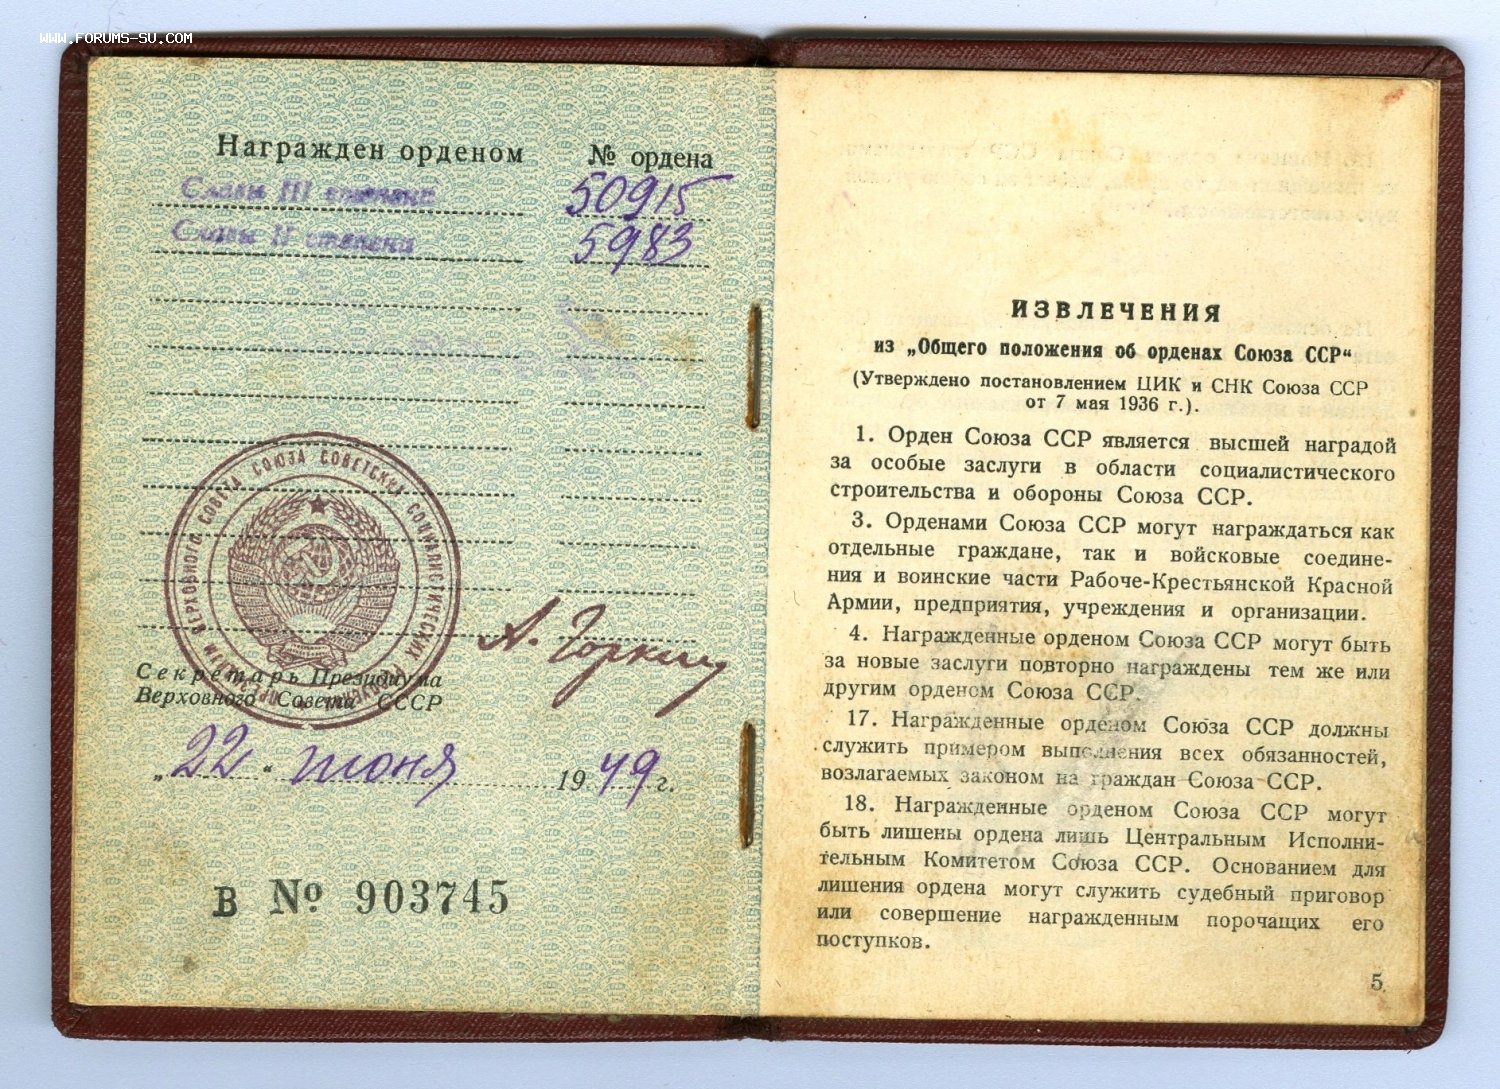 WWW.FORUMS-SU.COM
Награжден орденом № ордена
Славы III степени 50915
Славы II степени 5983
ВЕРХОВНОГО СОВЕТА СОЮЗА СОВЕТСКИХ СОЦИАЛИСТИЧЕСКИХ
Секретарь Президиума
Верховного Совета СССР
А. Горкин
„22“ июня 1949 г.
В № 903745
ИЗВЛЕЧЕНИЯ
из „Общего положения об орденах Союза ССР“
(Утверждено постановлением ЦИК и СНК Союза ССР
от 7 мая 1936 г.).
1. Орден Союза ССР является высшей наградой
за особые заслуги в области социалистического
строительства и обороны Союза ССР.
3. Орденами Союза ССР могут награждаться как
отдельные граждане, так и войсковые соедине-
ния и воинские части Рабоче-Крестьянской Красной
Армии, предприятия, учреждения и организации.
4. Награжденные орденом Союза ССР могут быть
за новые заслуги повторно награждены тем же или
другим орденом Союза ССР.
17. Награжденные орденом Союза ССР должны
служить примером выполнения всех обязанностей,
возлагаемых законом на граждан Союза ССР.
18. Награжденные орденом Союза ССР могут
быть лишены ордена лишь Центральным Исполни-
тельным Комитетом Союза ССР. Основанием для
лишения ордена могут служить судебный приговор
или совершение награжденным порочащих его
поступков.
5